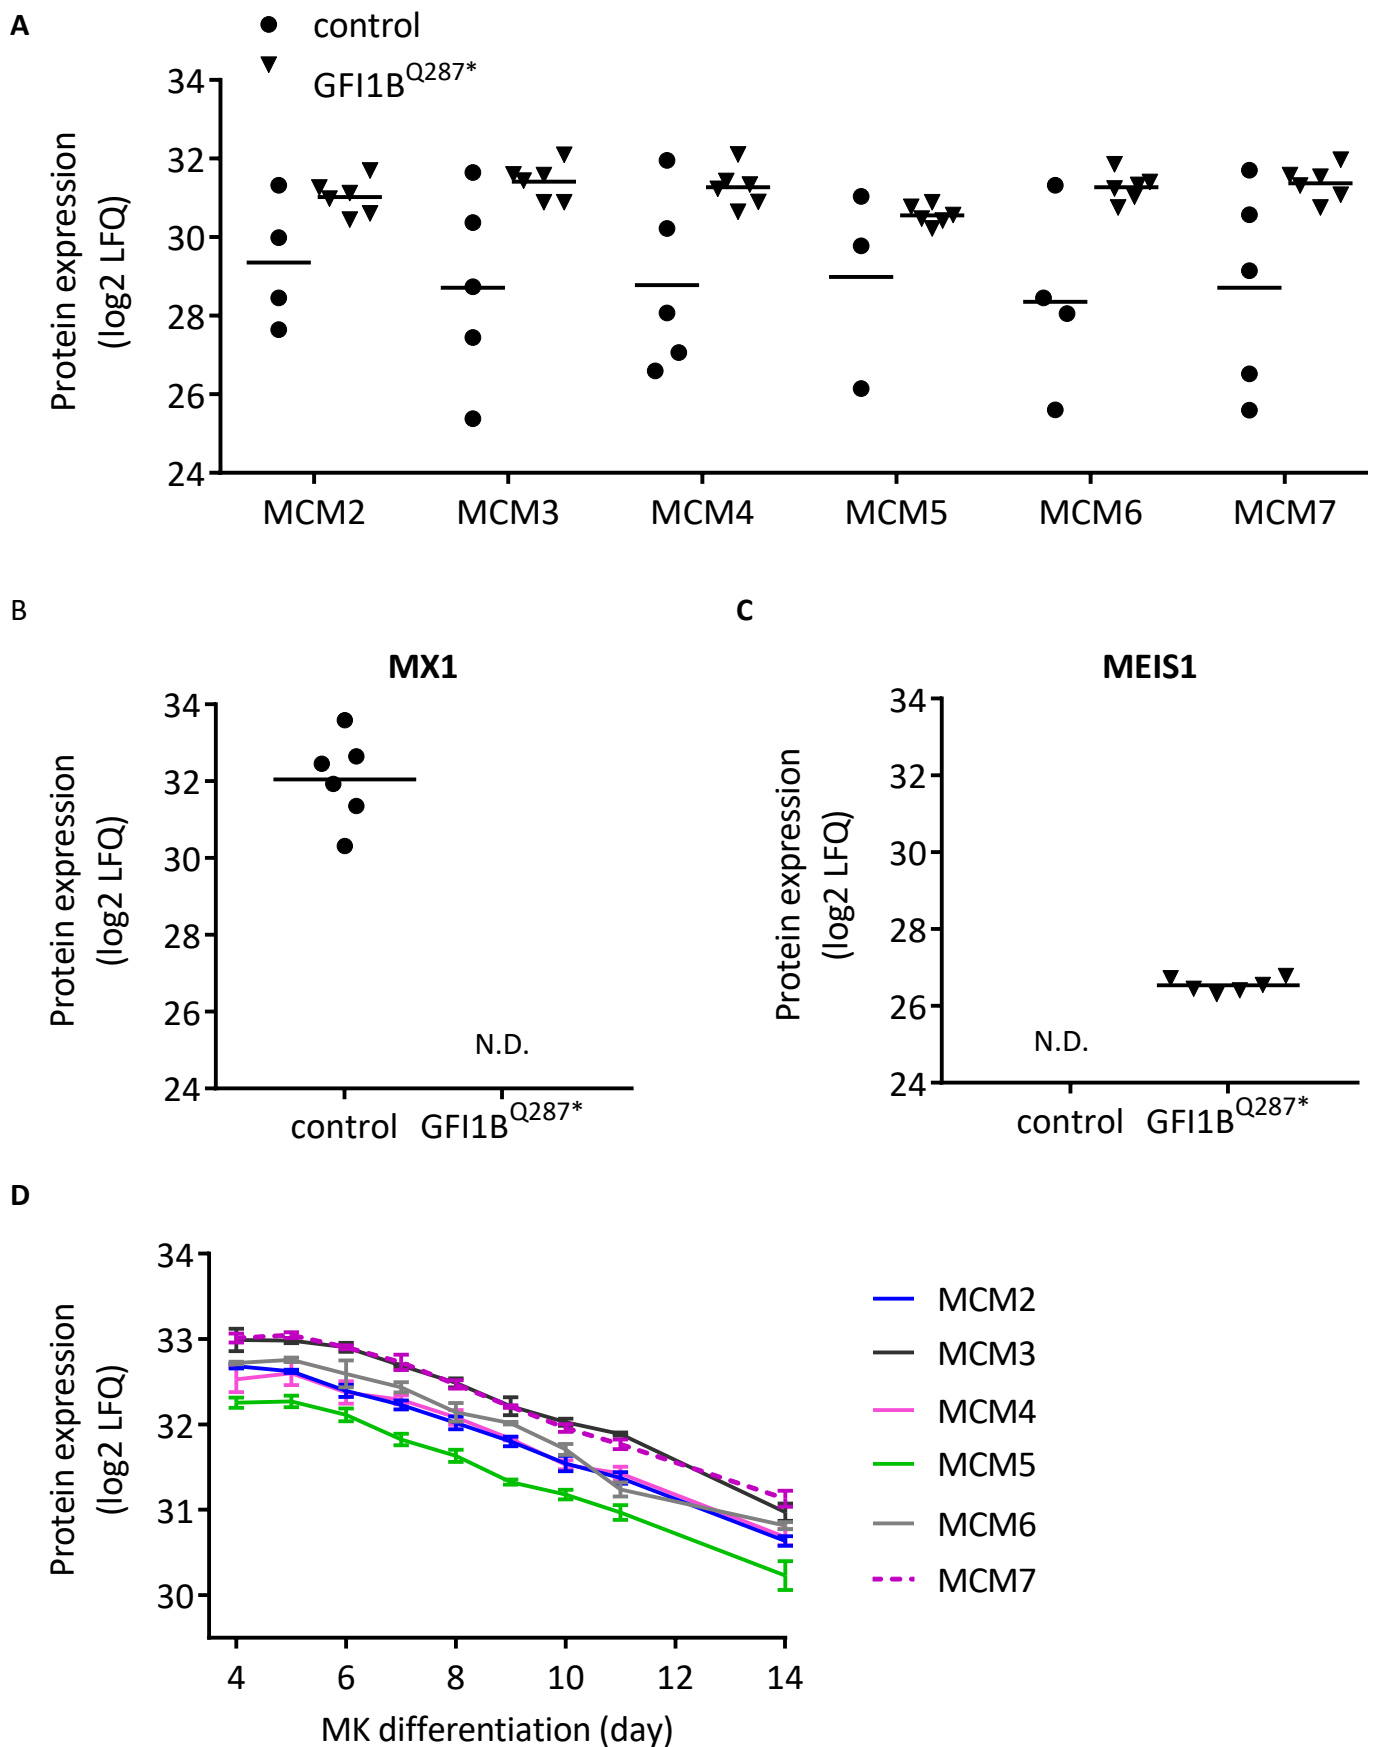 A
control
GFI1B^Q287*
34
32
30
28
26
24
Protein expression
(log2 LFQ)
MCM2 MCM3 MCM4 MCM5 MCM6 MCM7
B
MX1
34
32
30
28
26
24
Protein expression
(log2 LFQ)
N.D.
control GFI1B^Q287*
C
MEIS1
34
32
30
28
26
24
Protein expression
(log2 LFQ)
N.D.
control GFI1B^Q287*
D
34
33
32
31
30
Protein expression
(log2 LFQ)
4 6 8 10 12 14
MK differentiation (day)
MCM2
MCM3
MCM4
MCM5
MCM6
MCM7